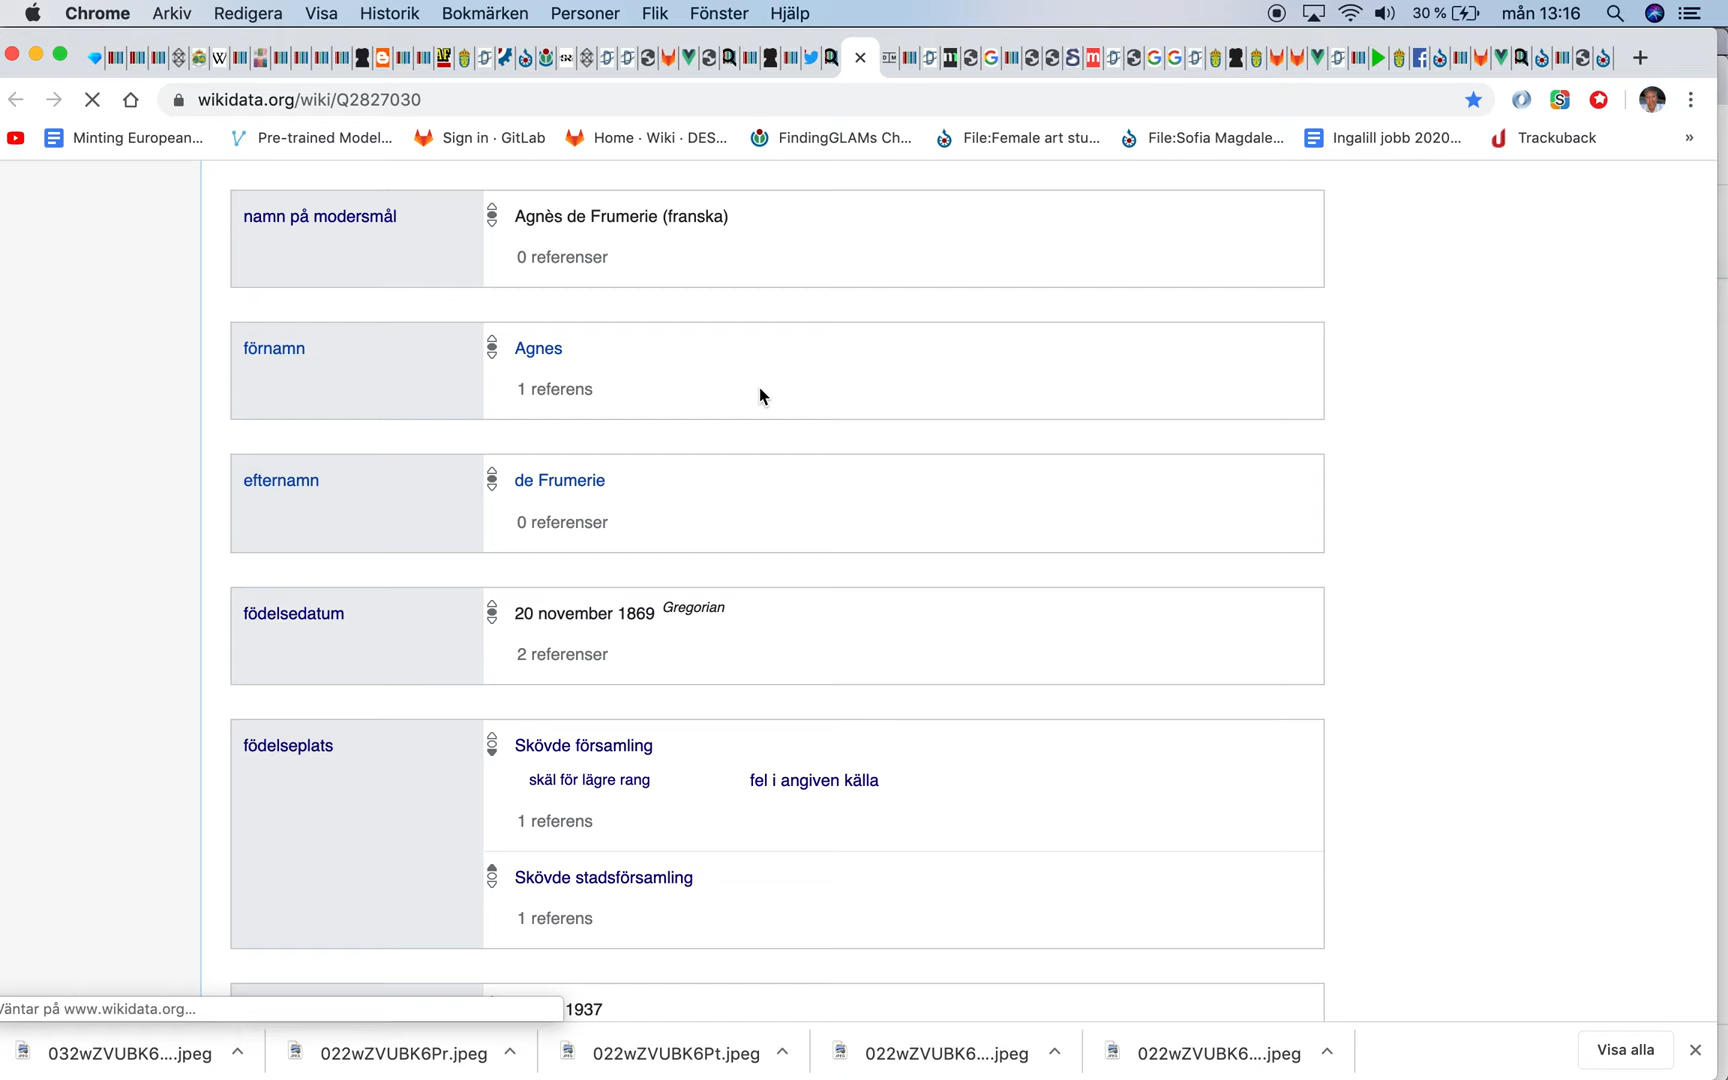 Chrome Arkiv Redigera Visa Historik Bokmärken Personer Flik Fönster Hjälp 30 % mån 13:16
wikidata.org/wiki/Q2827030
Minting European... Pre-trained Model... Sign in · GitLab Home · Wiki · DES... FindingGLAMs Ch... File:Female art stu... File:Sofia Magdale... Ingalill jobb 2020... Trackuback »
namn på modersmål
Agnès de Frumerie (franska)
0 referenser
förnamn
Agnes
1 referens
efternamn
de Frumerie
0 referenser
födelsedatum
20 november 1869 Gregorian
2 referenser
födelseplats
Skövde församling
skäl för lägre rang fel i angiven källa
1 referens
Skövde stadsförsamling
1 referens
1937
Väntar på www.wikidata.org...
032wZVUBK6....jpeg 022wZVUBK6Pr.jpeg 022wZVUBK6Pt.jpeg 022wZVUBK6....jpeg 022wZVUBK6....jpeg Visa alla